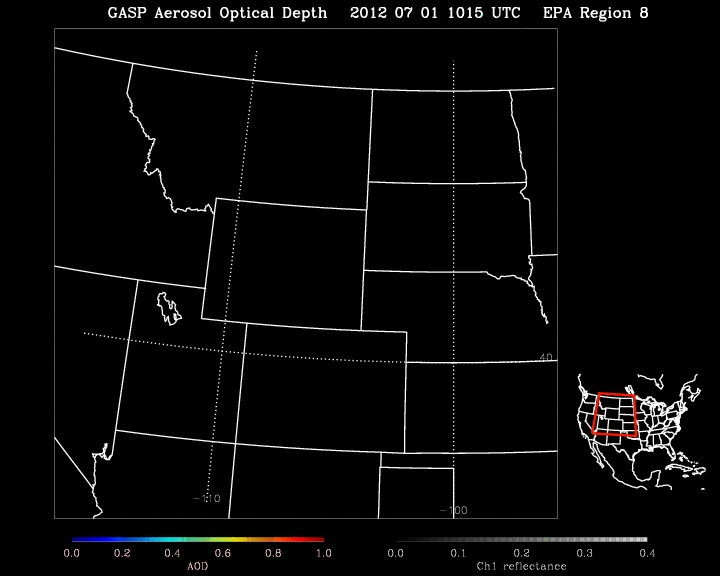 GASP Aerosol Optical Depth 2012 07 01 1015 UTC EPA Region 8
40
-110
-100
0.0 0.2 0.4 0.6 0.8 1.0
AOD
0.0 0.1 0.2 0.3 0.4
Ch1 reflectance